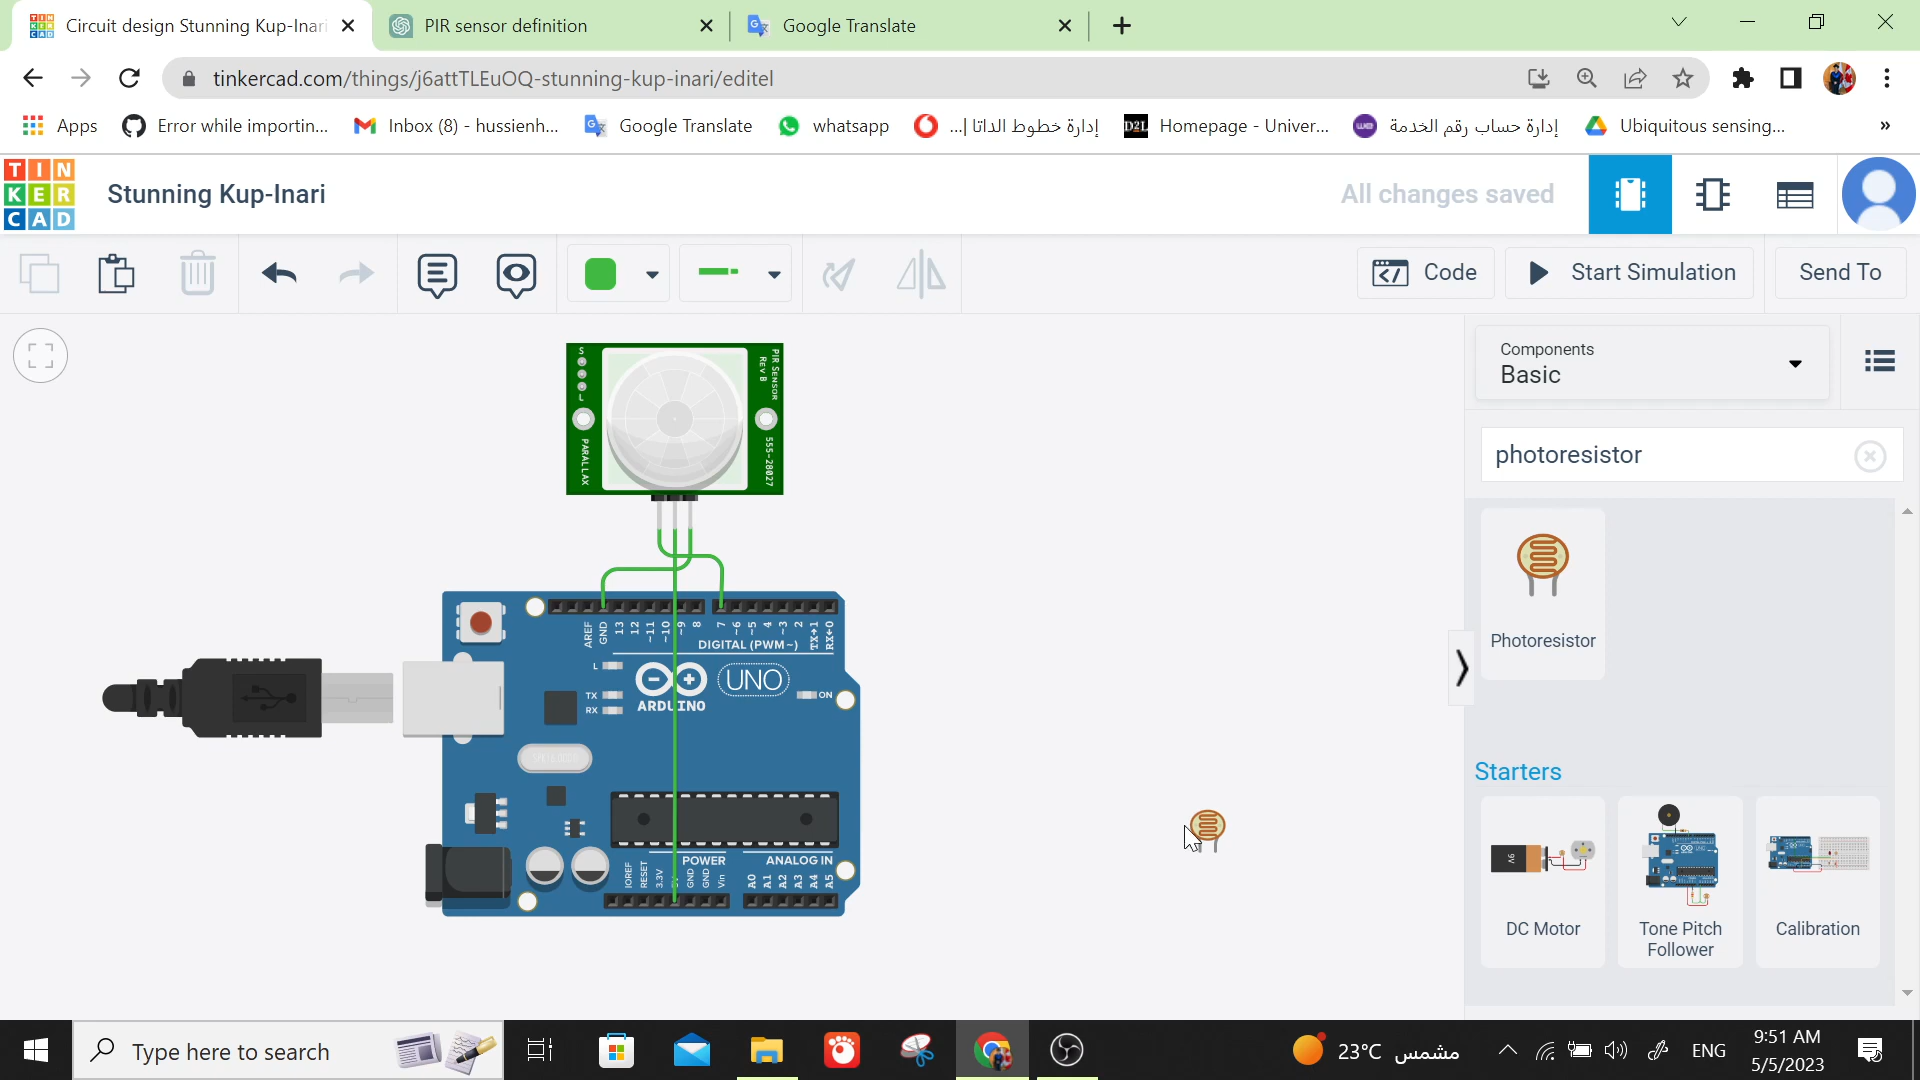 Circuit design Stunning Kup-Inari
PIR sensor definition
Google Translate
tinkercad.com/things/j6attTLEuOQ-stunning-kup-inari/editel
Apps
Error while importin...
Inbox (8) - hussienh...
Google Translate
whatsapp
إدارة خطوط الداتا |...
D2L
Homepage - Univer...
إدارة حساب رقم الخدمة
Ubiquitous sensing...
»
TIN
KER
CAD
Stunning Kup-Inari
All changes saved
Code
Start Simulation
Send To
Components
Basic
photoresistor
Photoresistor
Starters
DC Motor
Tone Pitch
Follower
Calibration
9V
S
L
PARALLAX
PIR SENSOR
REV B
555-28027
AREF
GND
13
12
~11
~10
~9
8
7
~6
~5
4
~3
2
TX→1
RX←0
DIGITAL (PWM~)
L
TX
RX
ARDUINO
UNO
ON
POWER
ANALOG IN
IOREF
RESET
3.3V
GND
GND
Vin
A0
A1
A2
A3
A4
A5
Type here to search
23°C مشمس
ENG
9:51 AM
5/5/2023